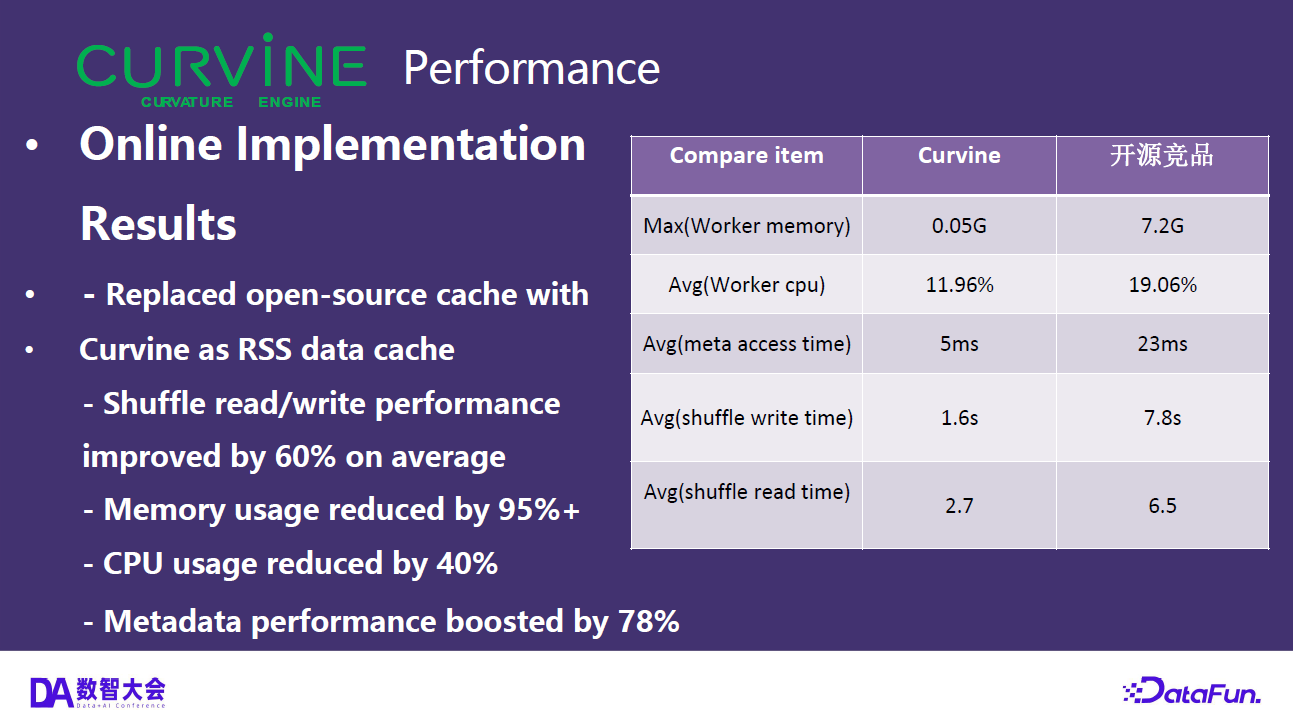 CURVINE Performance
CURVATURE ENGINE
• Online Implementation
Results
• - Replaced open-source cache with
• Curvine as RSS data cache
- Shuffle read/write performance
improved by 60% on average
- Memory usage reduced by 95%+
- CPU usage reduced by 40%
- Metadata performance boosted by 78%
Compare item Curvine 开源竞品
Max(Worker memory) 0.05G 7.2G
Avg(Worker cpu) 11.96% 19.06%
Avg(meta access time) 5ms 23ms
Avg(shuffle write time) 1.6s 7.8s
Avg(shuffle read time) 2.7 6.5
DA 数智大会
Data+AI Conference
DataFun.